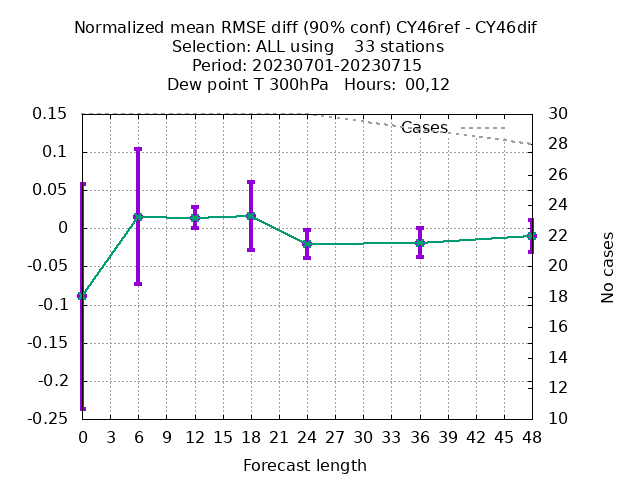 Normalized mean RMSE diff (90% conf) CY46ref - CY46dif
Selection: ALL using    33 stations
Period: 20230701-20230715
Dew point T 300hPa   Hours:  00,12
0.15
0.1
0.05
0
-0.05
-0.1
-0.15
-0.2
-0.25
Cases
30
28
26
24
22
20
18
16
14
12
10
No cases
0 3 6 9 12 15 18 21 24 27 30 33 36 39 42 45 48
Forecast length